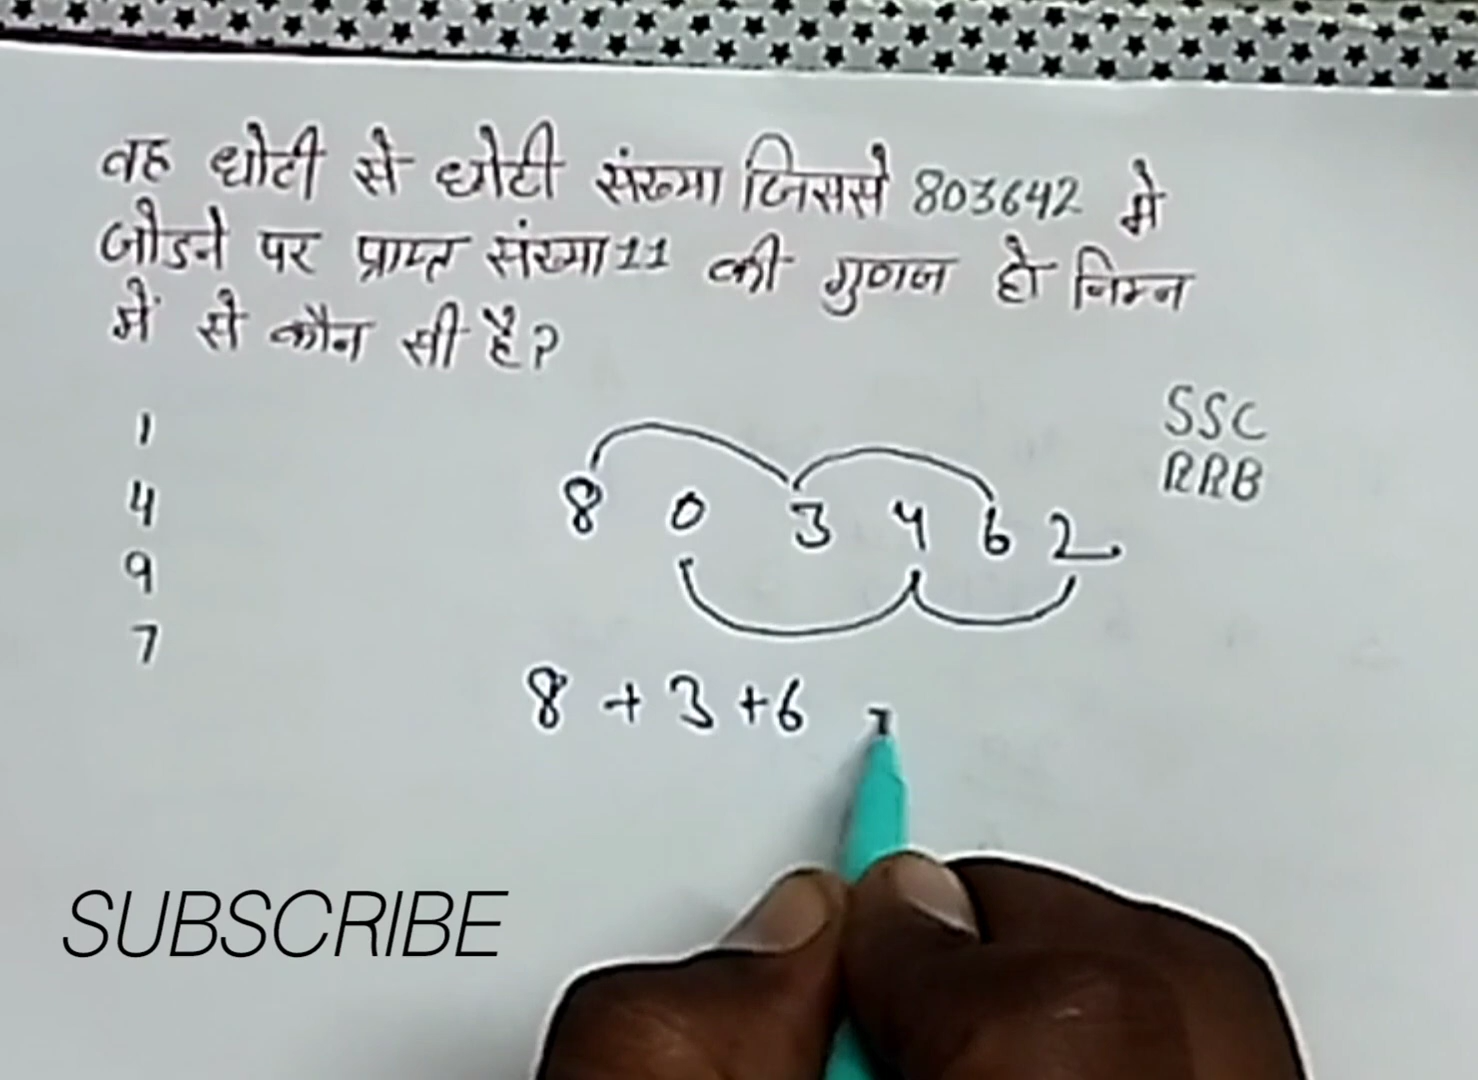 वह छोटी से छोटी संख्या जिससे 803642 मे
जोडने पर प्राप्त संख्या 11 की गुणज हो निम्न
में से कौन सी है?
SSC
RRB
1
4
9
7
8 0 3 4 6 2
8 + 3 + 6 =
SUBSCRIBE